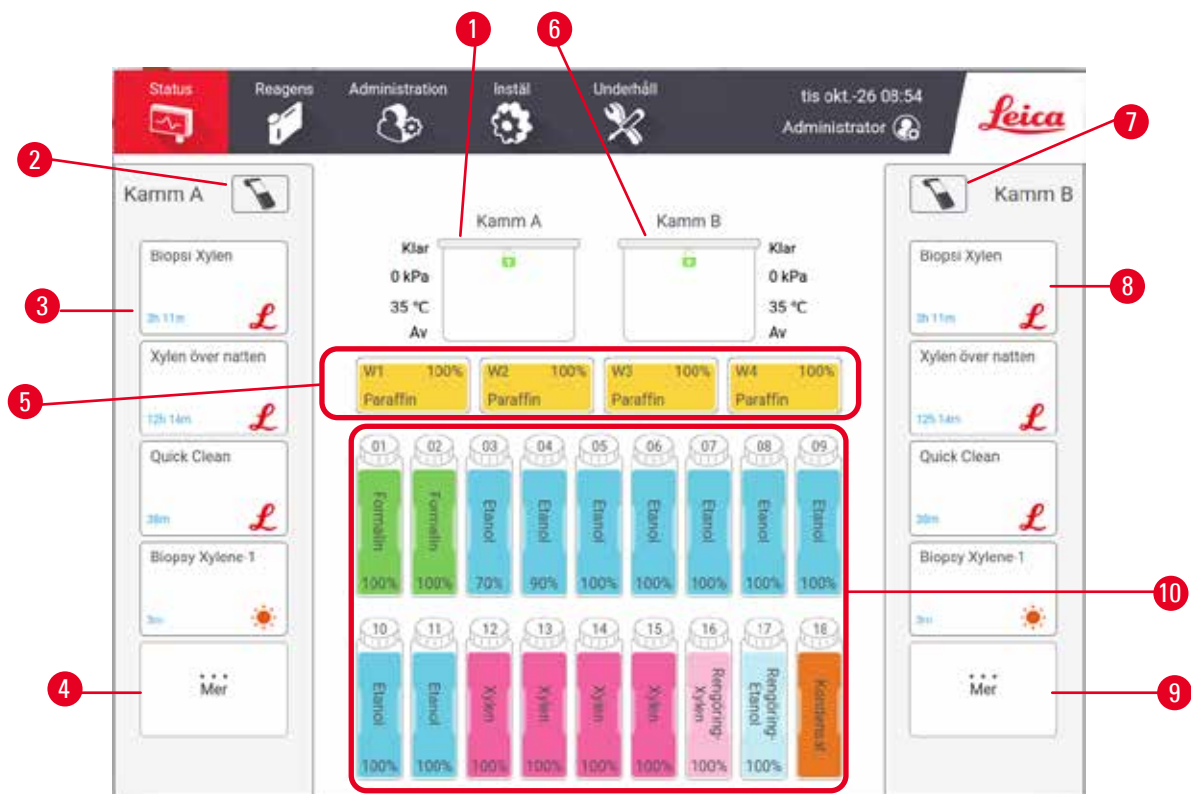 1
6
Status
Reagens
Administration
Instäl
Underhåll
tis okt.-26 08:54
Administrator
Leica
7
2
Kamm A
Kamm B
Kamm A
Kamm B
Klar
0 kPa
35 °C
Av
Klar
0 kPa
35 °C
Av
Biopsi Xylen
3h 11m
L
3
Xylen över natten
12h 14m
L
Quick Clean
38m
L
Biopsy Xylene-1
3m
4
... Mer
5
W1 100%
Paraffin
W2 100%
Paraffin
W3 100%
Paraffin
W4 100%
Paraffin
01
02
03
04
05
06
07
08
09
Formalin
Formalin
Etanol
Etanol
Etanol
Etanol
Etanol
Etanol
Etanol
100%
100%
70%
90%
100%
100%
100%
100%
100%
10
11
12
13
14
15
16
17
18
Etanol
Etanol
Xylen
Xylen
Xylen
Xylen
Rengöring-
Xylen
Rengöring-
Etanol
Kondensat
100%
100%
100%
100%
100%
100%
100%
100%
Biopsi Xylen
3h 11m
L
8
Xylen över natten
12h 14m
L
Quick Clean
38m
L
Biopsy Xylene-1
3m
10
... Mer
9